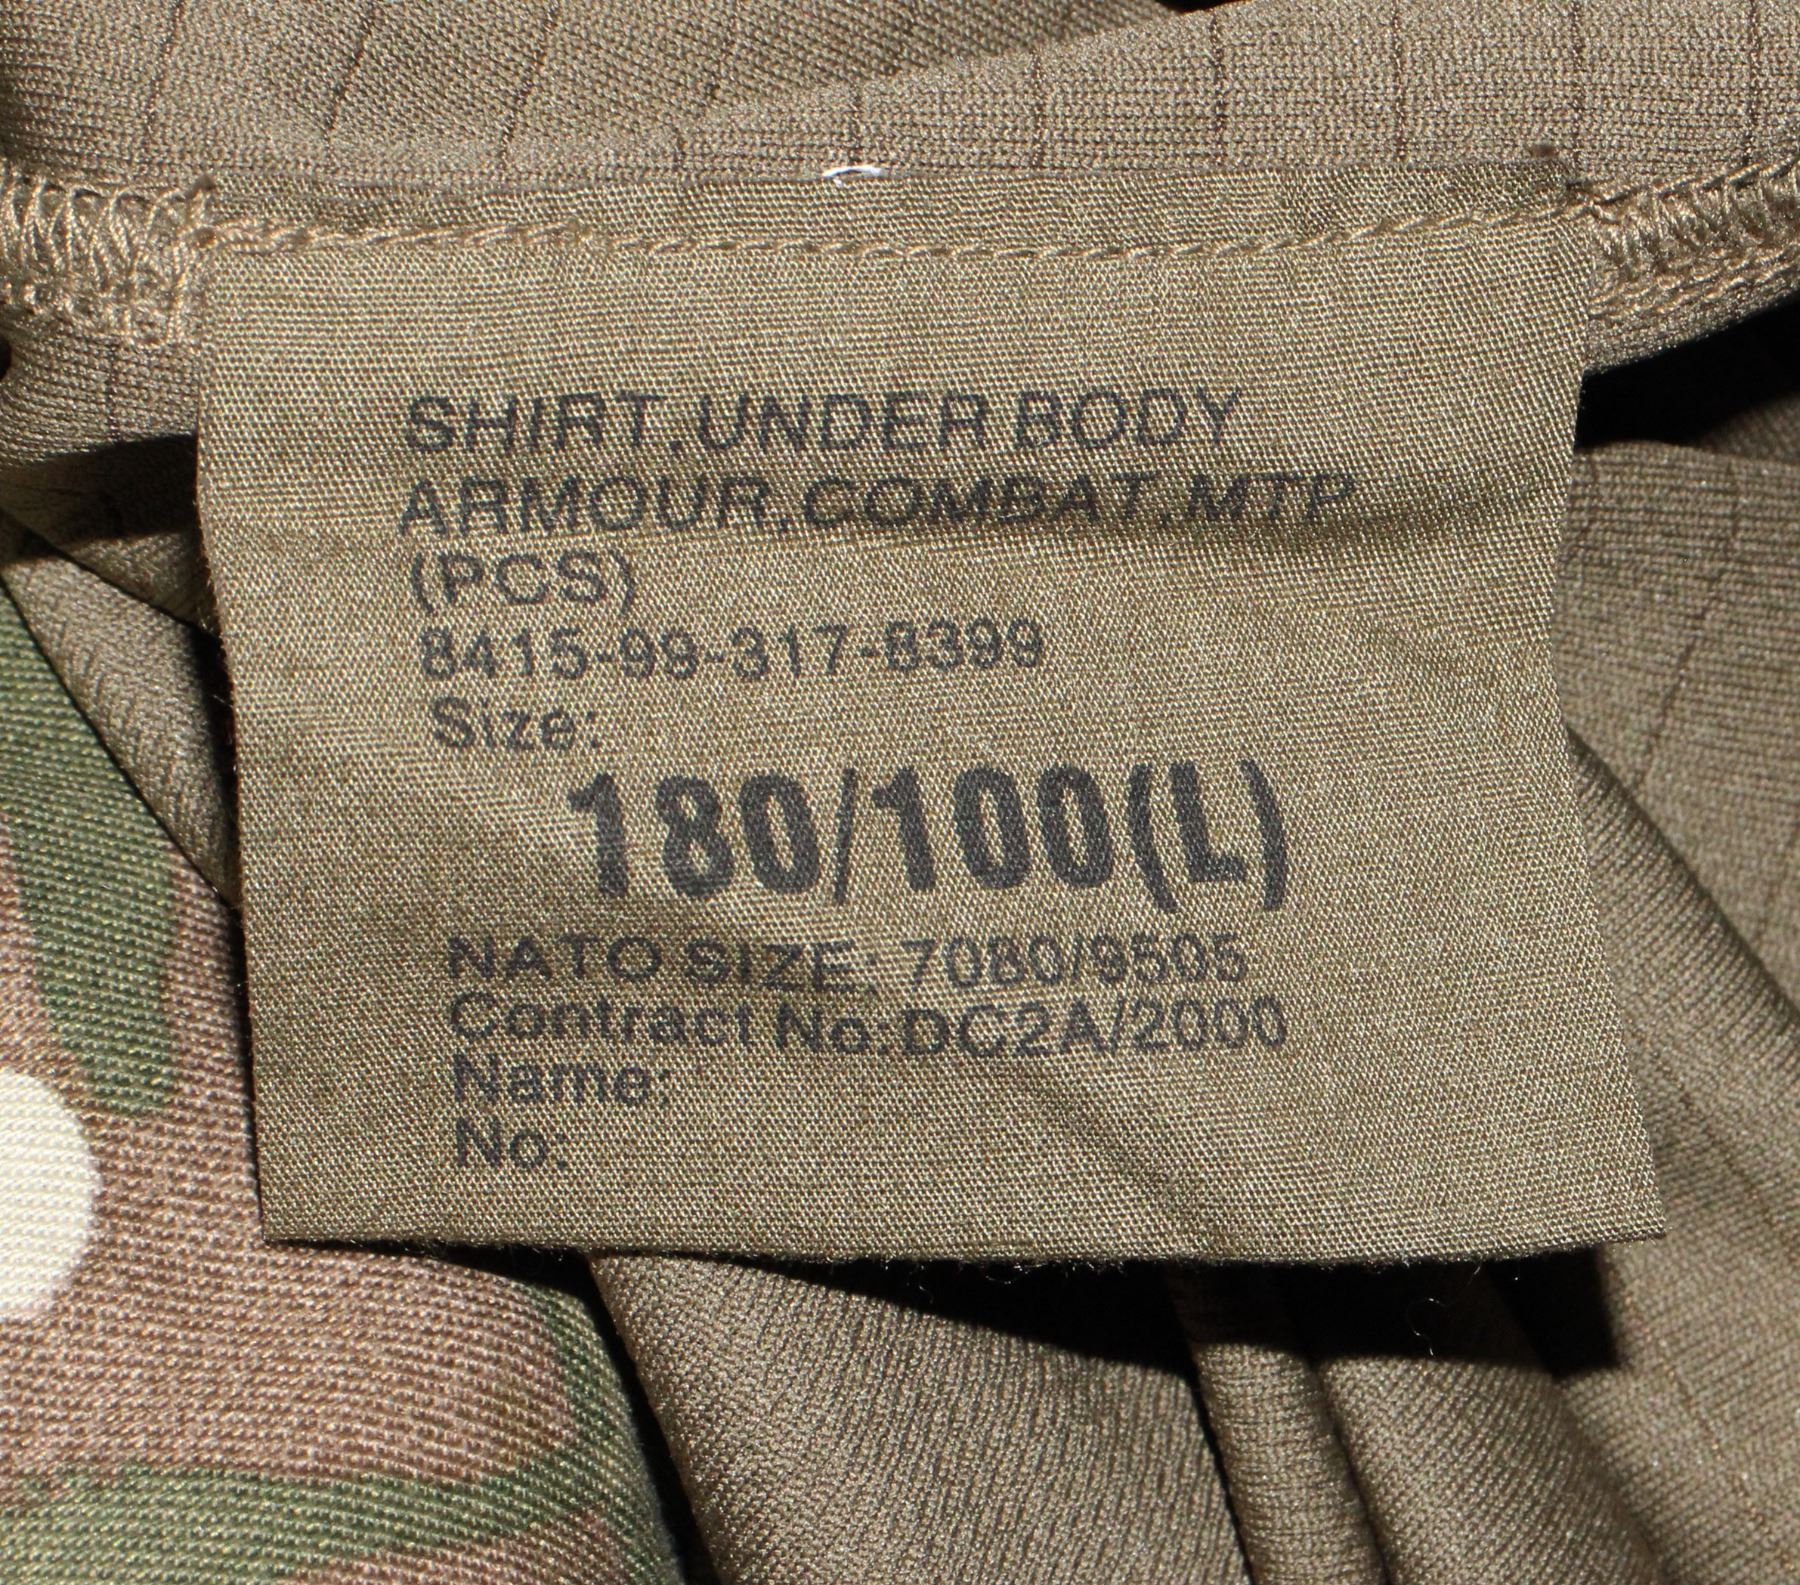 SHIRT,UNDER BODY
ARMOUR,COMBAT,MTP
(PCS)
8415-99-317-8399
Size:
180/100(L)
NATO SIZE: 7080/9505
Contract No:DC2A/2000
Name:
No: